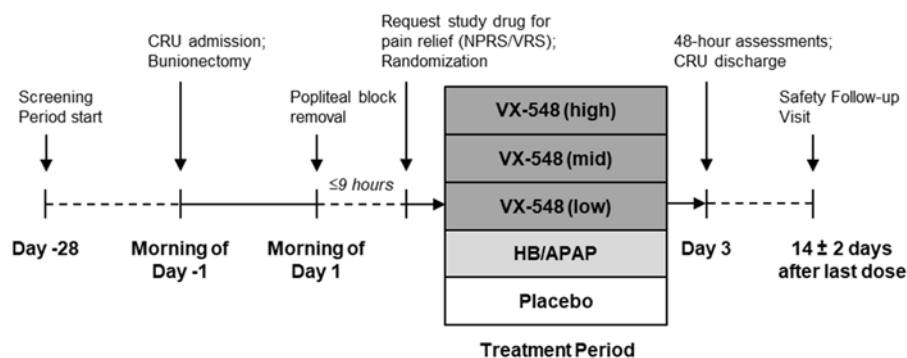 Request study drug for
pain relief (NPRS/VRS);
Randomization
CRU admission;
Bunionectomy
48-hour assessments;
CRU discharge
Screening
Period start
Popliteal block
removal
Safety Follow-up
Visit
≤9 hours
VX-548 (high)
VX-548 (mid)
VX-548 (low)
HB/APAP
Placebo
Day -28
Morning of
Day -1
Morning of
Day 1
Day 3
14 ± 2 days
after last dose
Treatment Period